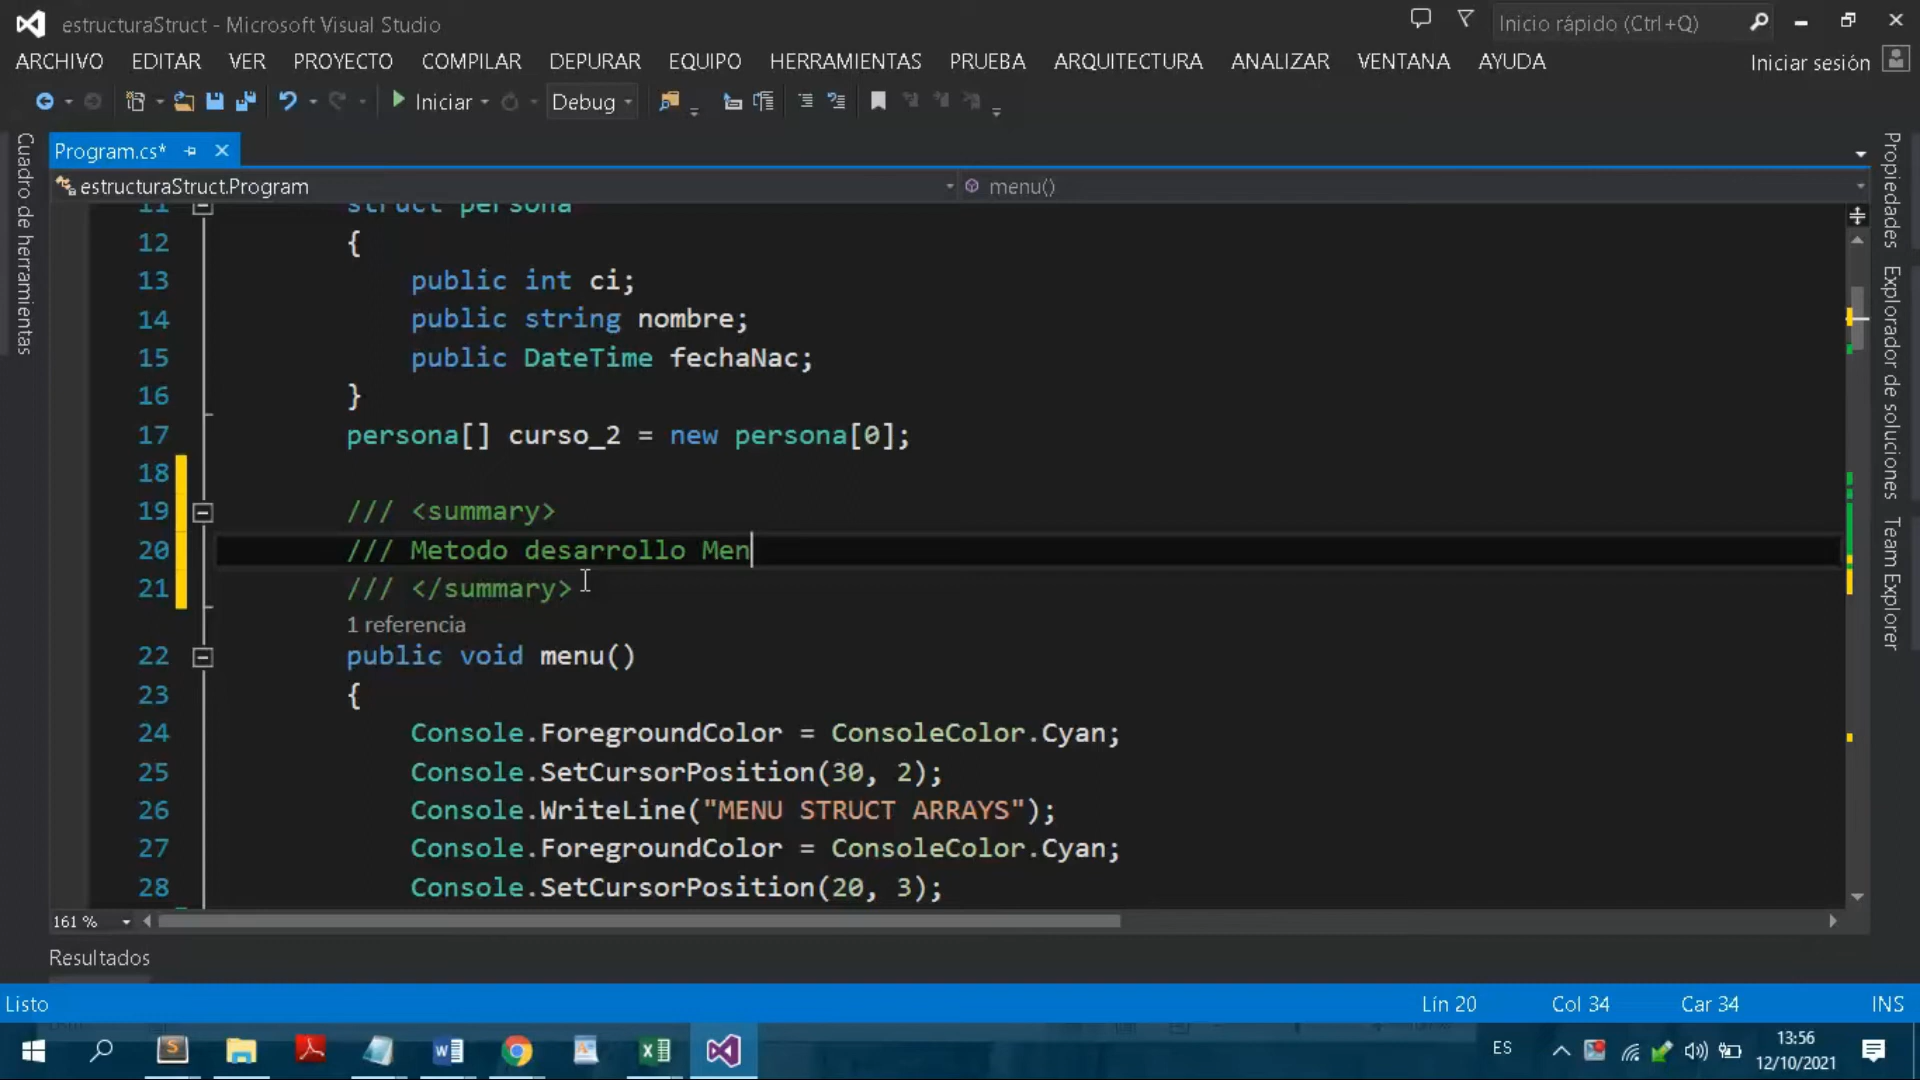 estructuraStruct - Microsoft Visual Studio
Inicio rápido (Ctrl+Q)
ARCHIVO EDITAR VER PROYECTO COMPILAR DEPURAR EQUIPO HERRAMIENTAS PRUEBA ARQUITECTURA ANALIZAR VENTANA AYUDA
Iniciar sesión
Iniciar
Debug
Cuadro de herramientas
Program.cs*
Propiedades
Explorador de soluciones
Team Explorer
estructuraStruct.Program
menu()
11 struct persona
12 {
13 public int ci;
14 public string nombre;
15 public DateTime fechaNac;
16 }
17 persona[] curso_2 = new persona[0];
18
19 /// <summary>
20 /// Metodo desarrollo Men
21 /// </summary>
1 referencia
22 public void menu()
23 {
24 Console.ForegroundColor = ConsoleColor.Cyan;
25 Console.SetCursorPosition(30, 2);
26 Console.WriteLine("MENU STRUCT ARRAYS");
27 Console.ForegroundColor = ConsoleColor.Cyan;
28 Console.SetCursorPosition(20, 3);
161 %
Resultados
Listo
Lín 20
Col 34
Car 34
INS
ES
13:56
12/10/2021